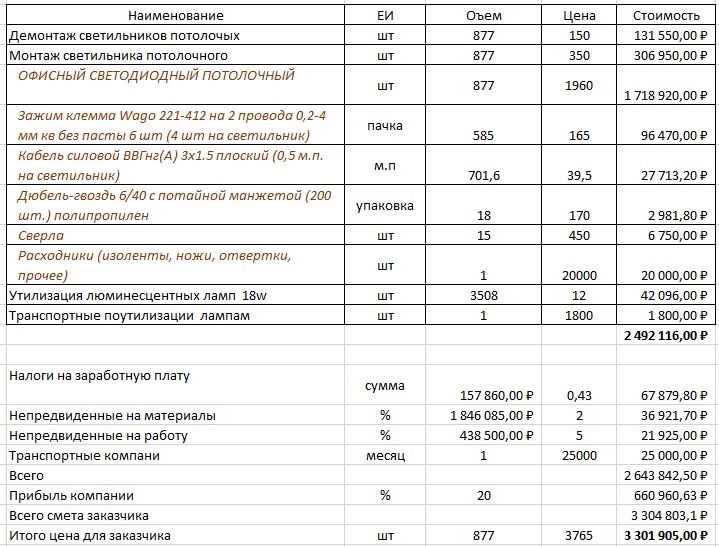 Наименование ЕИ Оъем Цена Стоимость
Демонтаж светильников потолочых шт 877 150 131 550,00 ₽
Монтаж светильника потолочного шт 877 350 306 950,00 ₽
ОФИСНЫЙ СВЕТОДИОДНЫЙ ПОТОЛОЧНЫЙ шт 877 1960 1 718 920,00 ₽
Зажим клемма Wago 221-412 на 2 провода 0,2-4
мм кв без пасты 6 шт (4 шт на светильник) пачка 585 165 96 470,00 ₽
Кабель силовой ВВГнг(А) 3х1.5 плоский (0,5 м.п.
на светильник) м.п 701,6 39,5 27 713,20 ₽
Дюбель-гвоздь 6/40 с потайной манжетой (200
шт.) полипропилен упаковка 18 170 2 981,80 ₽
Сверла шт 15 450 6 750,00 ₽
Расходники (изоленты, ножи, отвертки,
прочее) шт 1 20000 20 000,00 ₽
Утилизация люминесцентных ламп 18w шт 3508 12 42 096,00 ₽
Транспортные поутилизации лампам шт 1 1800 1 800,00 ₽
2 492 116,00 ₽
Налоги на заработную плату сумма 157 860,00 ₽ 0,43 67 879,80 ₽
Непредвиденные на материалы % 1 846 085,00 ₽ 2 36 921,70 ₽
Непредвиденные на работу % 438 500,00 ₽ 5 21 925,00 ₽
Транспортные компани месяц 1 25000 25 000,00 ₽
Всего 2 643 842,50 ₽
Прибыль компании % 20 660 960,63 ₽
Всего смета заказчика 3 304 803,1 ₽
Итого цена для заказчика шт 877 3765 3 301 905,00 ₽